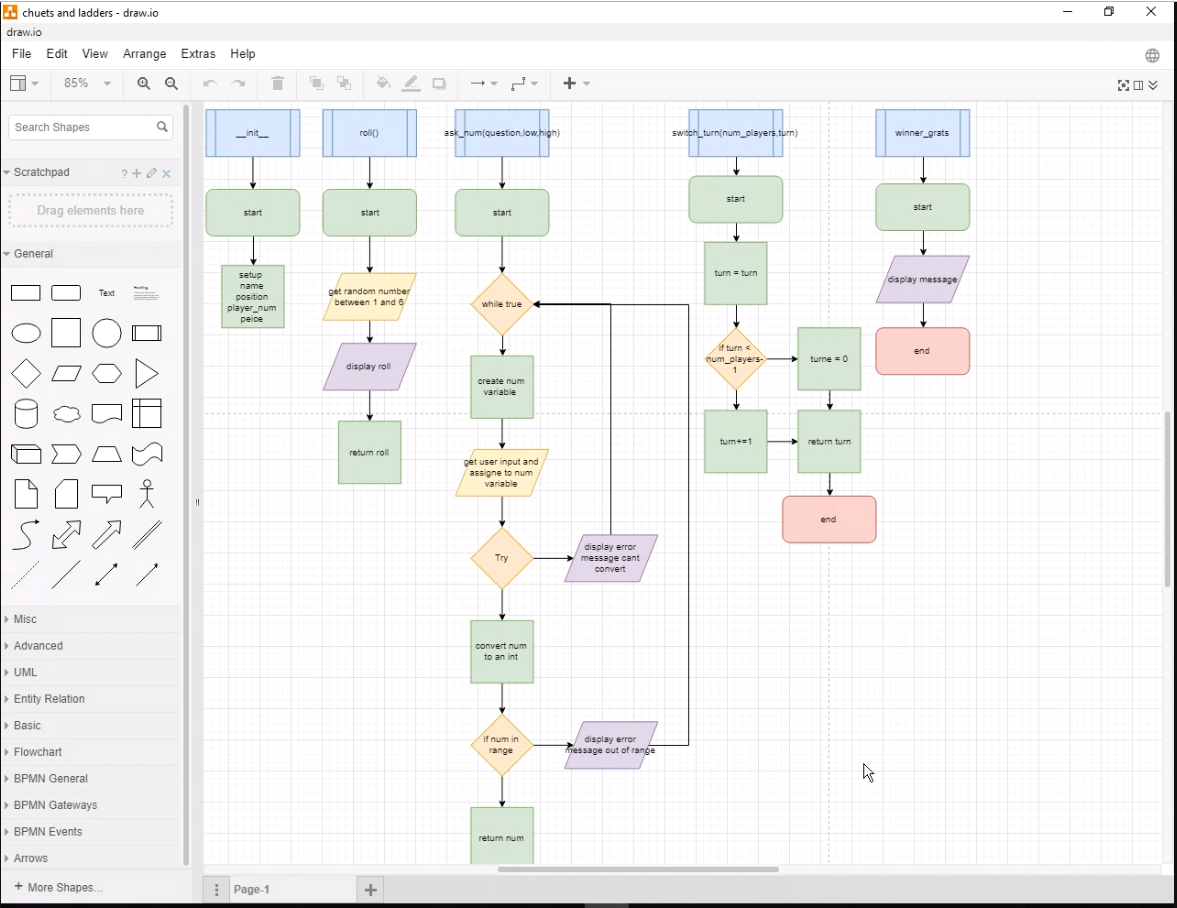 chuets and ladders - draw.io
draw.io
File Edit View Arrange Extras Help
85%
Search Shapes
Scratchpad
?
Drag elements here
General
Text
Heading
Misc
Advanced
UML
Entity Relation
Basic
Flowchart
BPMN General
BPMN Gateways
BPMN Events
Arrows
+ More Shapes...
__init__
start
setup
name
position
player_num
peice
roll()
start
get random number
between 1 and 6
display roll
return roll
ask_num(question,low,high)
start
while true
create num
variable
get user input and
assigne to num
variable
Try
display error
message cant
convert
convert num
to an int
if num in
range
display error
message out of range
return num
switch_turn(num_players,turn)
start
turn = turn
if turn <
num_players-
1
turne = 0
turn+=1
return turn
end
winner_grats
start
display message
end
Page-1